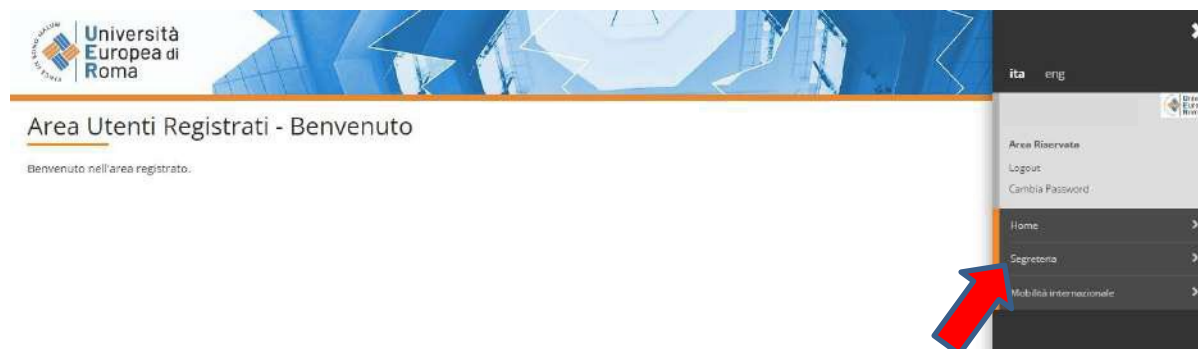 Università
Europea di
Roma
ita eng
Area Utenti Registrati - Benvenuto
Benvenuto nell'area registrato.
Area Riservata
Logout
Cambia Password
Home
Segreteria
Mobilità internazionale